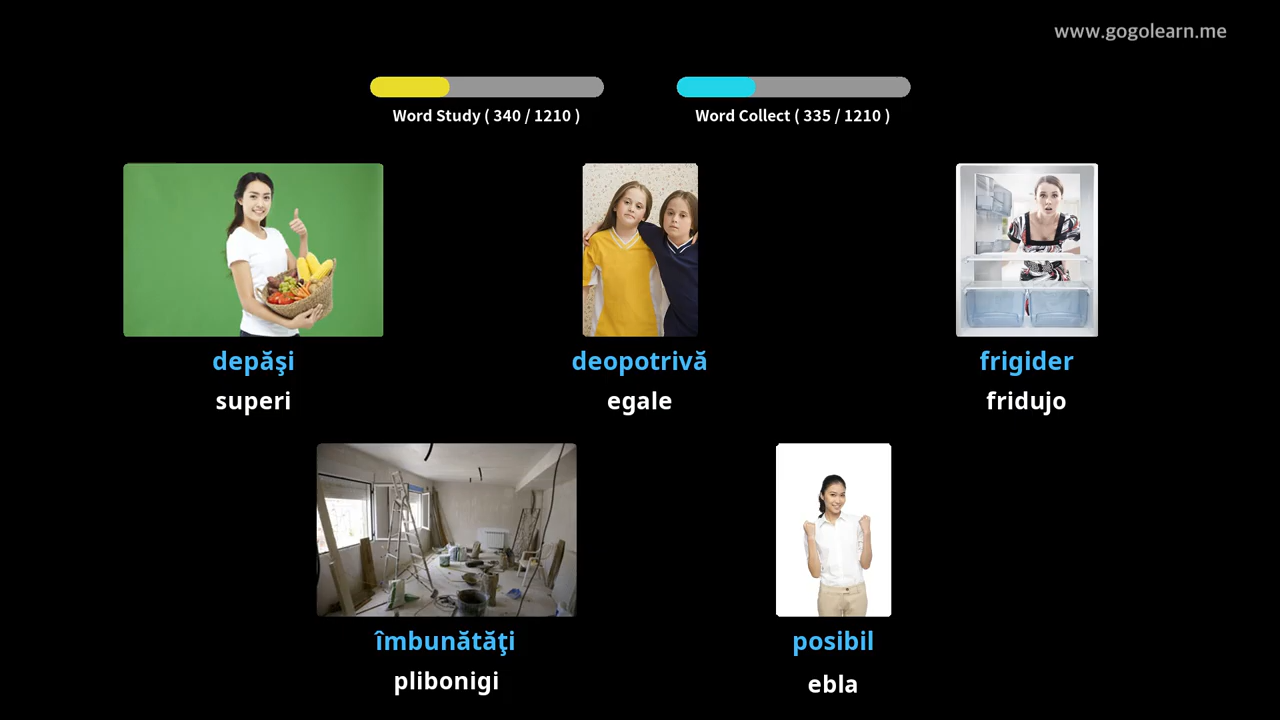 www.gogolearn.me
Word Study ( 340 / 1210 )
Word Collect ( 335 / 1210 )
depăşi
superi
deopotrivă
egale
frigider
fridujo
îmbunătăţi
plibonigi
posibil
ebla